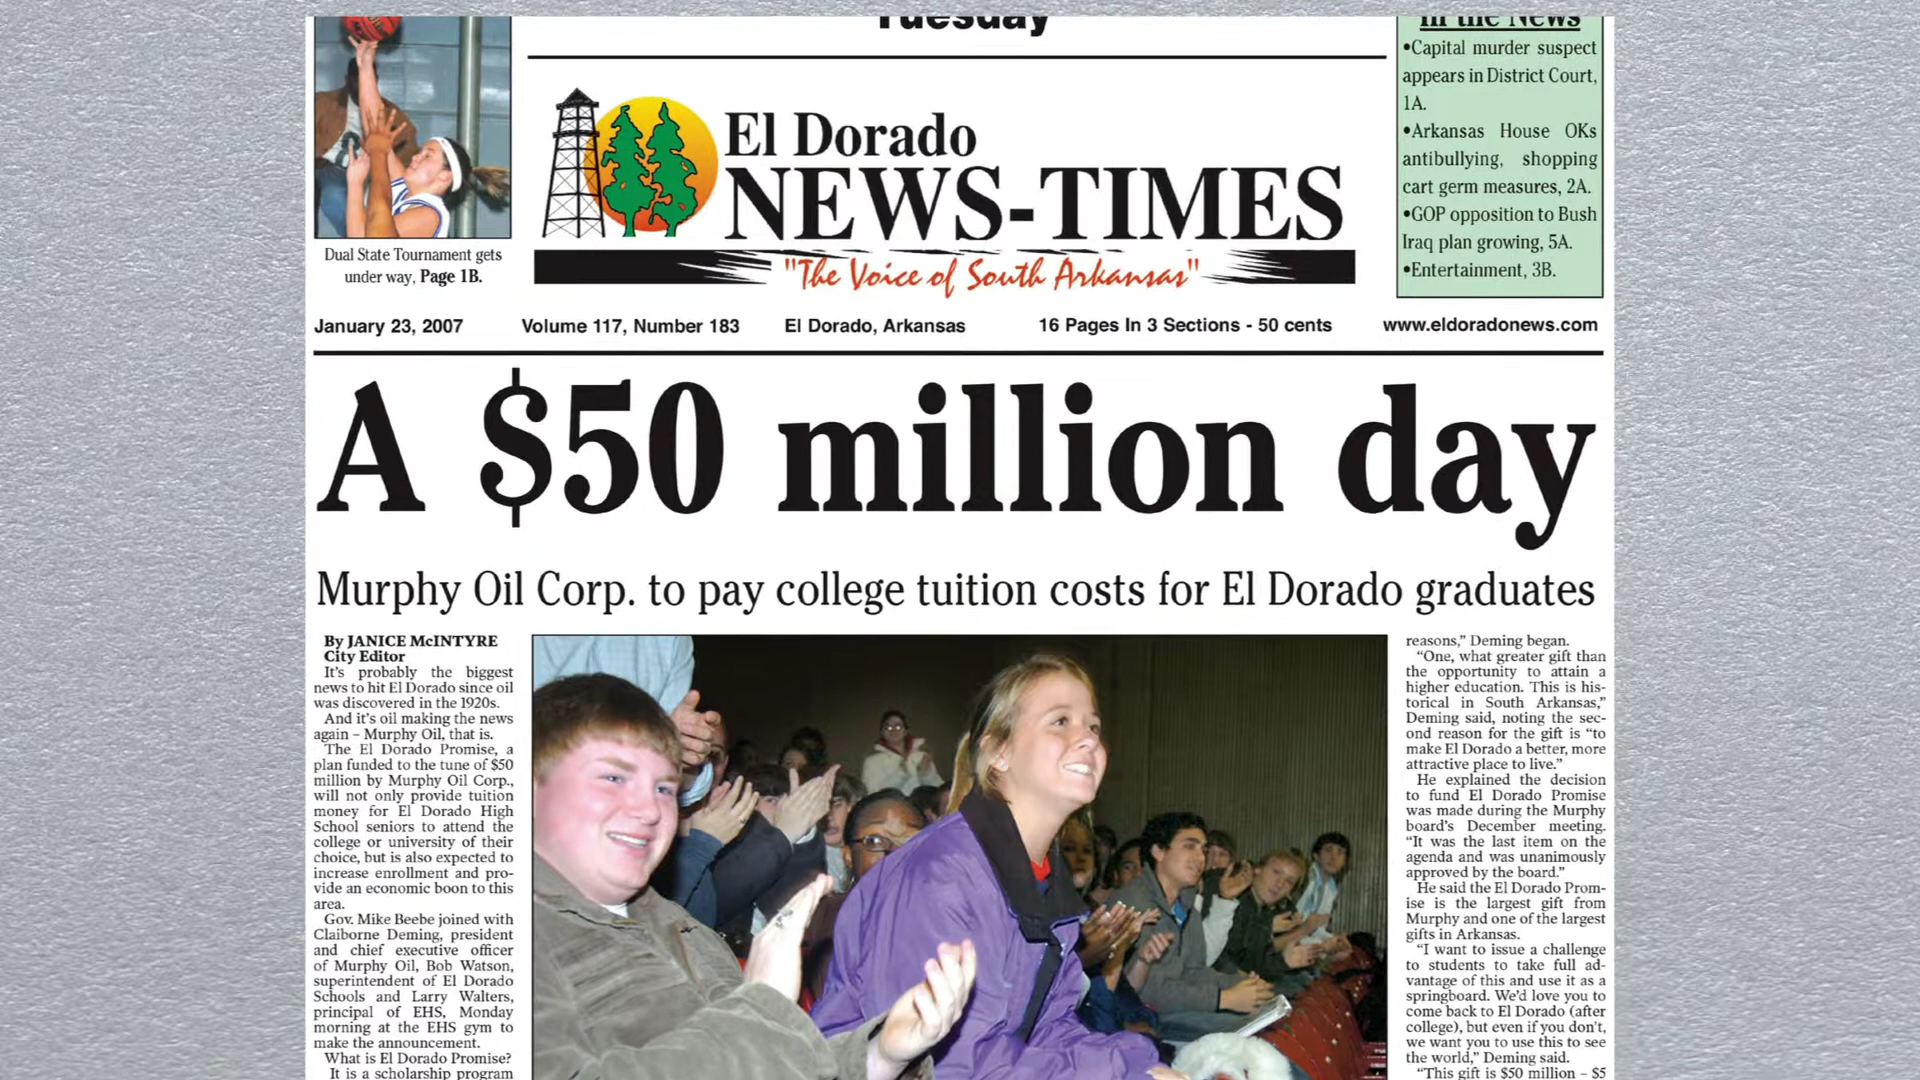 Tuesday
In the News
•Capital murder suspect
appears in District Court,
1A.
•Arkansas House OKs
antibullying, shopping
cart germ measures, 2A.
•GOP opposition to Bush
Iraq plan growing, 5A.
•Entertainment, 3B.
Dual State Tournament gets
under way, Page 1B.
El Dorado
NEWS-TIMES
"The Voice of South Arkansas"
January 23, 2007 Volume 117, Number 183 El Dorado, Arkansas 16 Pages In 3 Sections - 50 cents www.eldoradonews.com
A $50 million day
Murphy Oil Corp. to pay college tuition costs for El Dorado graduates
By JANICE McINTYRE
City Editor
It's probably the biggest
news to hit El Dorado since oil
was discovered in the 1920s.
And it's oil making the news
again – Murphy Oil, that is.
The El Dorado Promise, a
plan funded to the tune of $50
million by Murphy Oil Corp.,
will not only provide tuition
money for El Dorado High
School seniors to attend the
college or university of their
choice, but is also expected to
increase enrollment and pro-
vide an economic boon to this
area.
Gov. Mike Beebe joined with
Claiborne Deming, president
and chief executive officer
of Murphy Oil, Bob Watson,
superintendent of El Dorado
Schools and Larry Walters,
principal of EHS, Monday
morning at the EHS gym to
make the announcement.
What is El Dorado Promise?
It is a scholarship program
reasons," Deming began.
"One, what greater gift than
the opportunity to attain a
higher education. This is his-
torical in South Arkansas,"
Deming said, noting the sec-
ond reason for the gift is "to
make El Dorado a better, more
attractive place to live."
He explained the decision
to fund El Dorado Promise
was made during the Murphy
board's December meeting.
"It was the last item on the
agenda and was unanimously
approved by the board."
He said the El Dorado Prom-
ise is the largest gift from
Murphy and one of the largest
gifts in Arkansas.
"I want to issue a challenge
to students to take full ad-
vantage of this and use it as a
springboard. We'd love you to
come back to El Dorado (after
college), but even if you don't,
we want you to use this to see
the world," Deming said.
"This gift is $50 million – $5